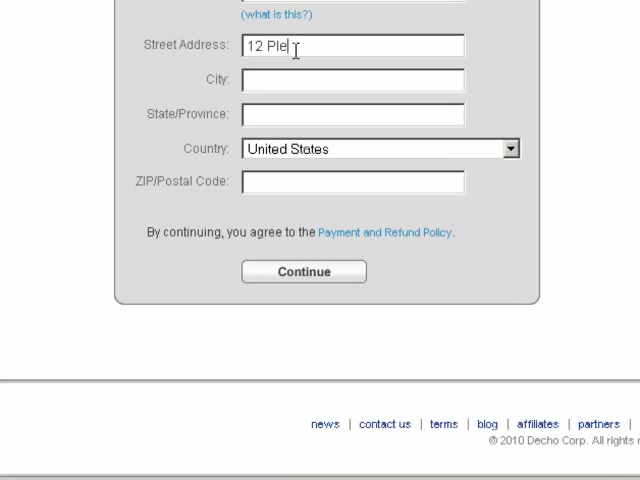 (what is this?)
Street Address: 12 Ple
City:
State/Province:
Country: United States
ZIP/Postal Code:
By continuing, you agree to the Payment and Refund Policy.
Continue
news | contact us | terms | blog | affiliates | partners |
© 2010 Decho Corp. All rights